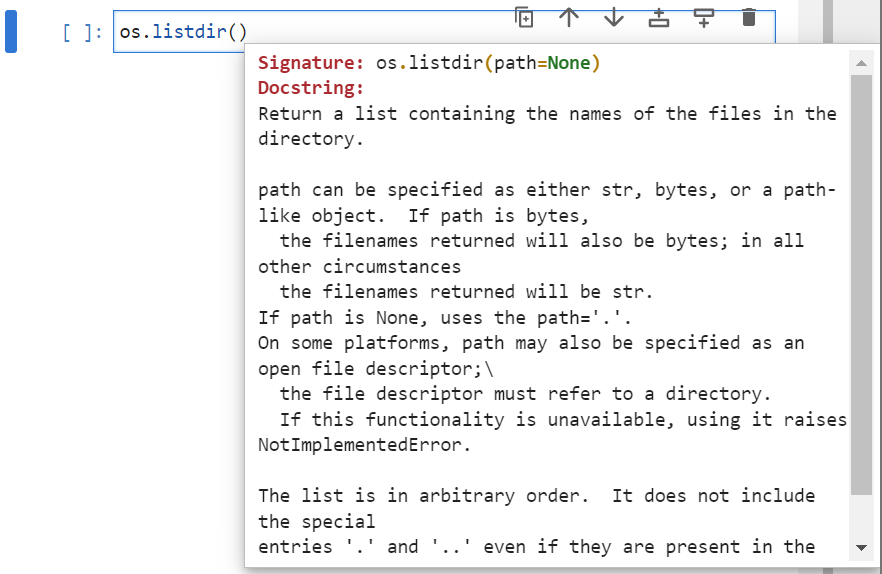 [ ]: os.listdir()
Signature: os.listdir(path=None)
Docstring:
Return a list containing the names of the files in the
directory.
path can be specified as either str, bytes, or a path-
like object.  If path is bytes,
  the filenames returned will also be bytes; in all
other circumstances
  the filenames returned will be str.
If path is None, uses the path='.'.
On some platforms, path may also be specified as an
open file descriptor;\
  the file descriptor must refer to a directory.
  If this functionality is unavailable, using it raises
NotImplementedError.
The list is in arbitrary order.  It does not include
the special
entries '.' and '..' even if they are present in the